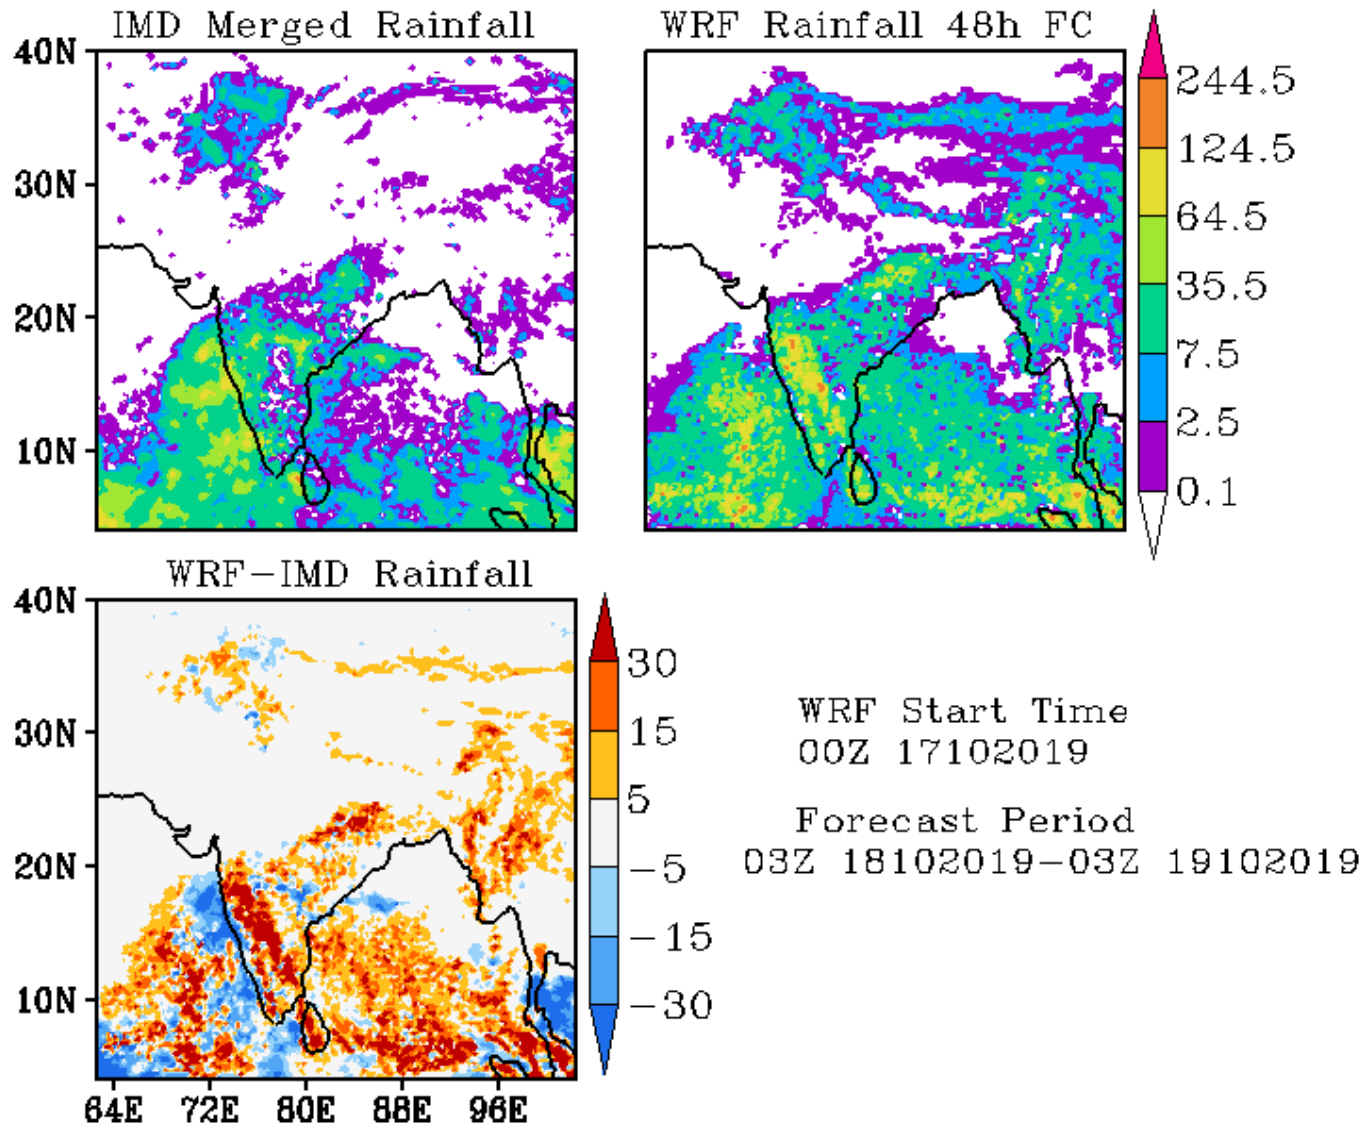 IMD Merged Rainfall
WRF Rainfall 48h FC
40N
30N
20N
10N
244.5
124.5
64.5
35.5
7.5
2.5
0.1
WRF-IMD Rainfall
40N
30N
20N
10N
64E 72E 80E 88E 96E
30
15
5
-5
-15
-30
WRF Start Time
00Z 17102019
Forecast Period
03Z 18102019-03Z 19102019